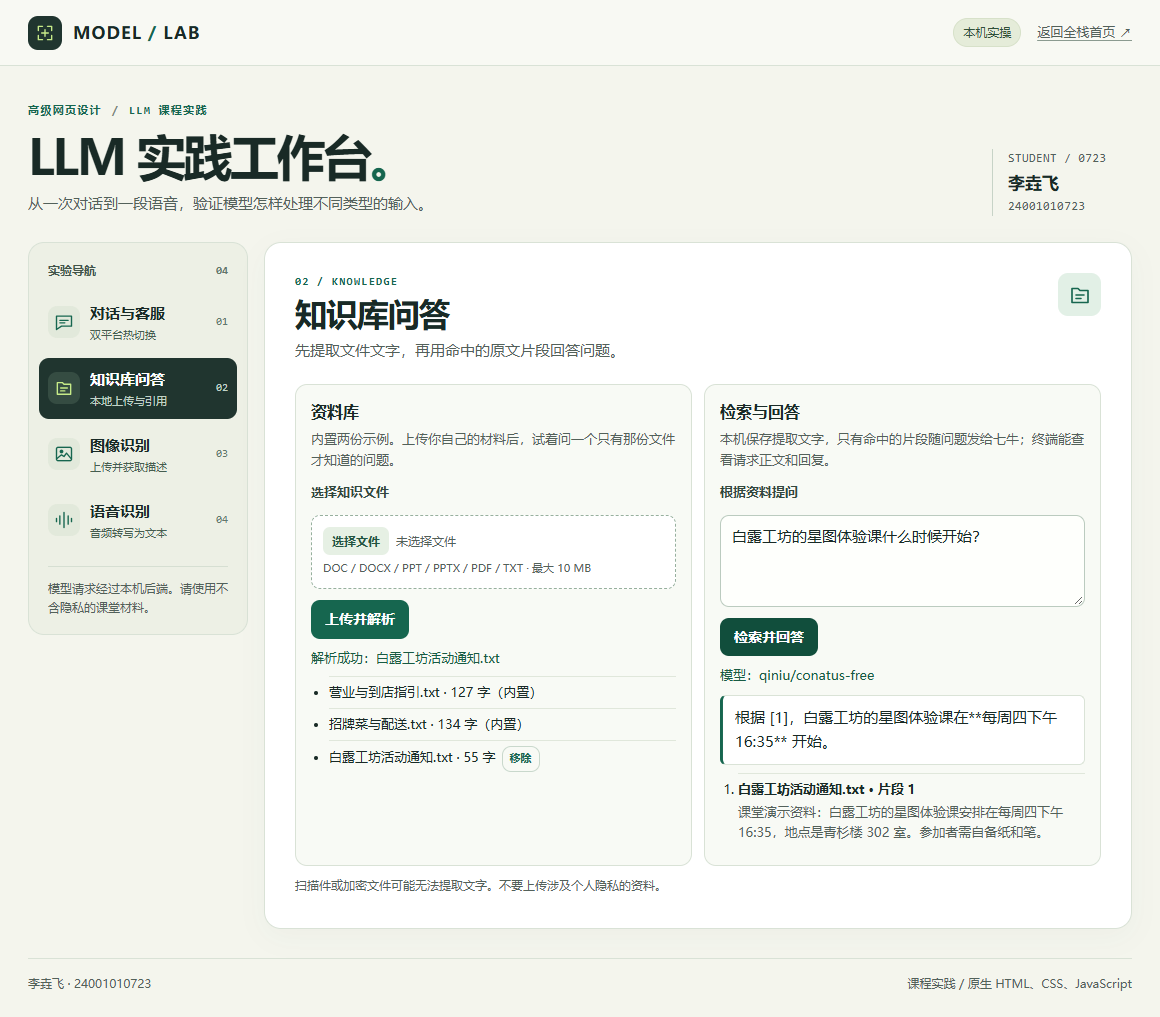 MODEL / LAB
本机实操
返回全栈首页 ↗
高级网页设计 / LLM 课程实践
LLM 实践工作台。
从一次对话到一段语音，验证模型怎样处理不同类型的输入。
STUDENT / 0723
李垚飞
24001010723
实验导航 04
对话与客服
双平台热切换
01
知识库问答
本地上传与引用
02
图像识别
上传并获取描述
03
语音识别
音频转写为文本
04
模型请求经过本机后端。请使用不
含隐私的课堂材料。
02 / KNOWLEDGE
知识库问答
先提取文件文字，再用命中的原文片段回答问题。
资料库
内置两份示例。上传你自己的材料后，试着问一个只有那份文件
才知道的问题。
选择知识文件
选择文件 未选择文件
DOC / DOCX / PPT / PPTX / PDF / TXT · 最大 10 MB
上传并解析
解析成功：白露工坊活动通知.txt
• 营业与到店指引.txt · 127 字（内置）
• 招牌菜与配送.txt · 134 字（内置）
• 白露工坊活动通知.txt · 55 字 移除
检索与回答
本机保存提取文字，只有命中的片段随问题发给七牛；终端能查
看请求正文和回复。
根据资料提问
白露工坊的星图体验课什么时候开始？
检索并回答
模型：qiniu/conatus-free
根据 [1]，白露工坊的星图体验课在**每周四下午
16:35** 开始。
1. 白露工坊活动通知.txt • 片段 1
课堂演示资料：白露工坊的星图体验课安排在每周四下午
16:35，地点是青杉楼 302 室。参加者需自备纸和笔。
扫描件或加密文件可能无法提取文字。不要上传涉及个人隐私的资料。
李垚飞 · 24001010723
课程实践 / 原生 HTML、CSS、JavaScript